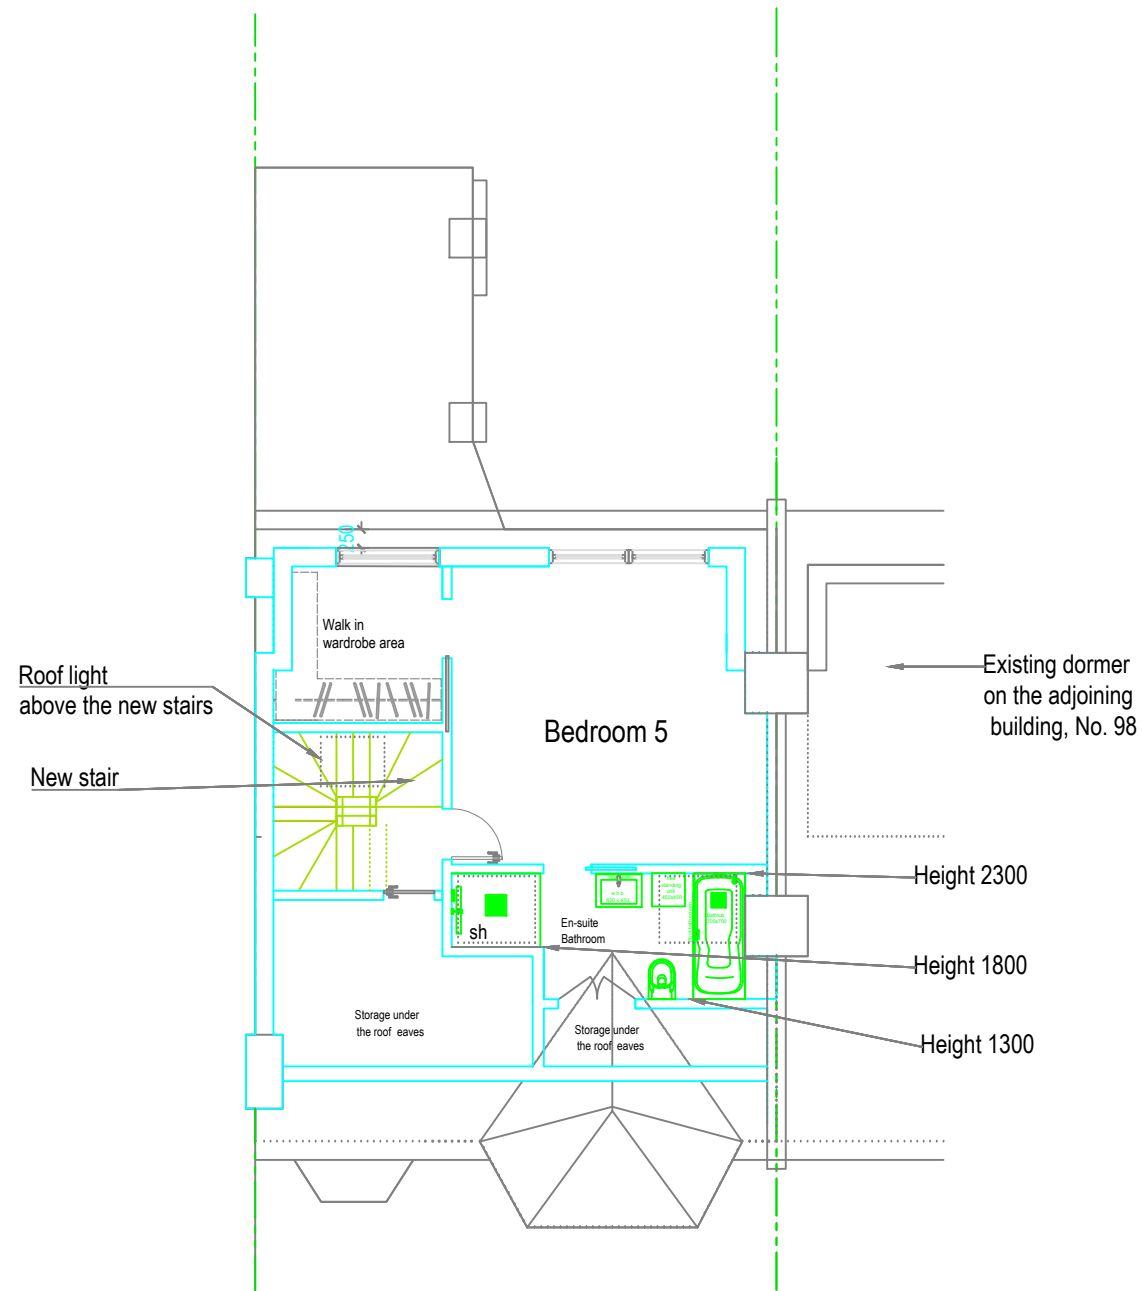 250
Walk in
wardrobe area
Roof light
above the new stairs
New stair
Bedroom 5
Existing dormer
on the adjoining
building, No. 98
Height 2300
sh
En-suite
Bathroom
Height 1800
Storage under
the roof eaves
Storage under
the roof eaves
Height 1300